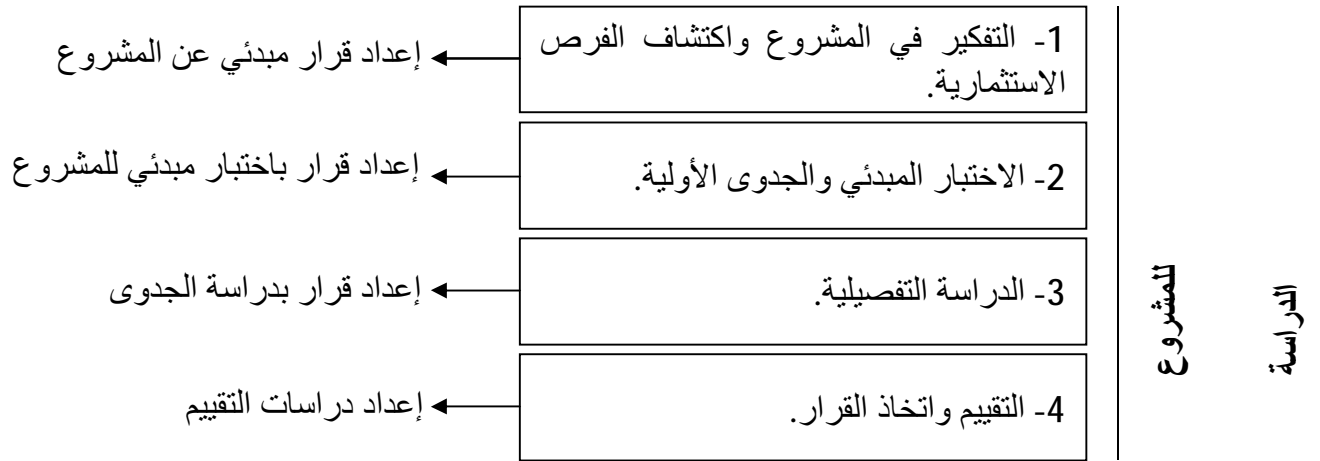 1- التفكير في المشروع واكتشاف الفرص
الاستثمارية.
إعداد قرار مبدئي عن المشروع
2- الاختبار المبدئي والجدوى الأولية.
إعداد قرار باختبار مبدئي للمشروع
3- الدراسة التفصيلية.
إعداد قرار بدراسة الجدوى
4- التقييم واتخاذ القرار.
إعداد دراسات التقييم
الدراسة
للمشروع